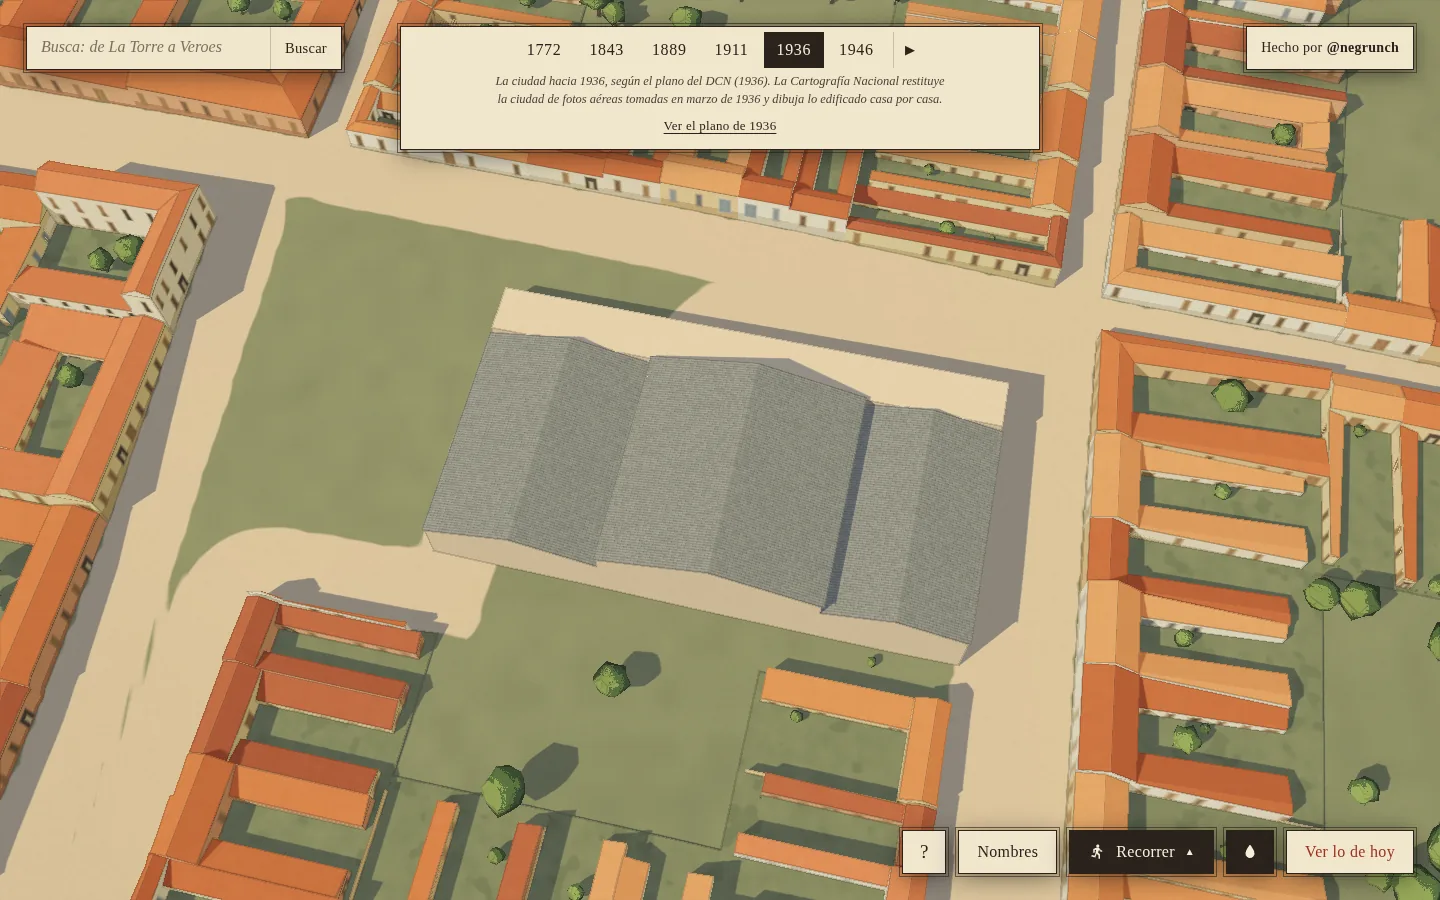 Busca: de La Torre a Veroes
Buscar
1772 1843 1889 1911 1936 1946 ▶
La ciudad hacia 1936, según el plano del DCN (1936). La Cartografía Nacional restituye
la ciudad de fotos aéreas tomadas en marzo de 1936 y dibuja lo edificado casa por casa.
Ver el plano de 1936
Hecho por @negrunch
?
Nombres
Recorrer ▲
Ver lo de hoy